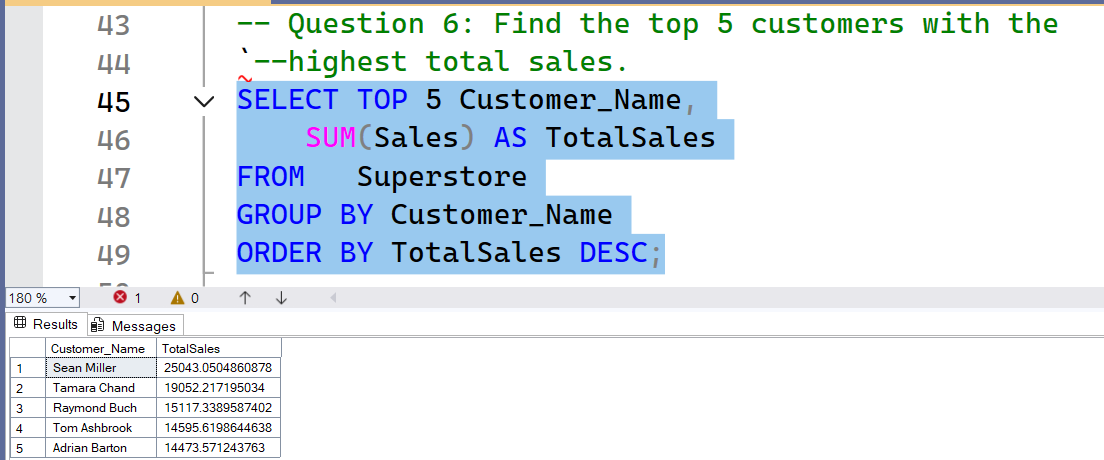 43 -- Question 6: Find the top 5 customers with the
44 `--highest total sales.
45 SELECT TOP 5 Customer_Name,
46 SUM(Sales) AS TotalSales
47 FROM Superstore
48 GROUP BY Customer_Name
49 ORDER BY TotalSales DESC;
180 % 1 0
Results Messages
Customer_Name TotalSales
1 Sean Miller 25043.0504860878
2 Tamara Chand 19052.217195034
3 Raymond Buch 15117.3389587402
4 Tom Ashbrook 14595.6198644638
5 Adrian Barton 14473.571243763